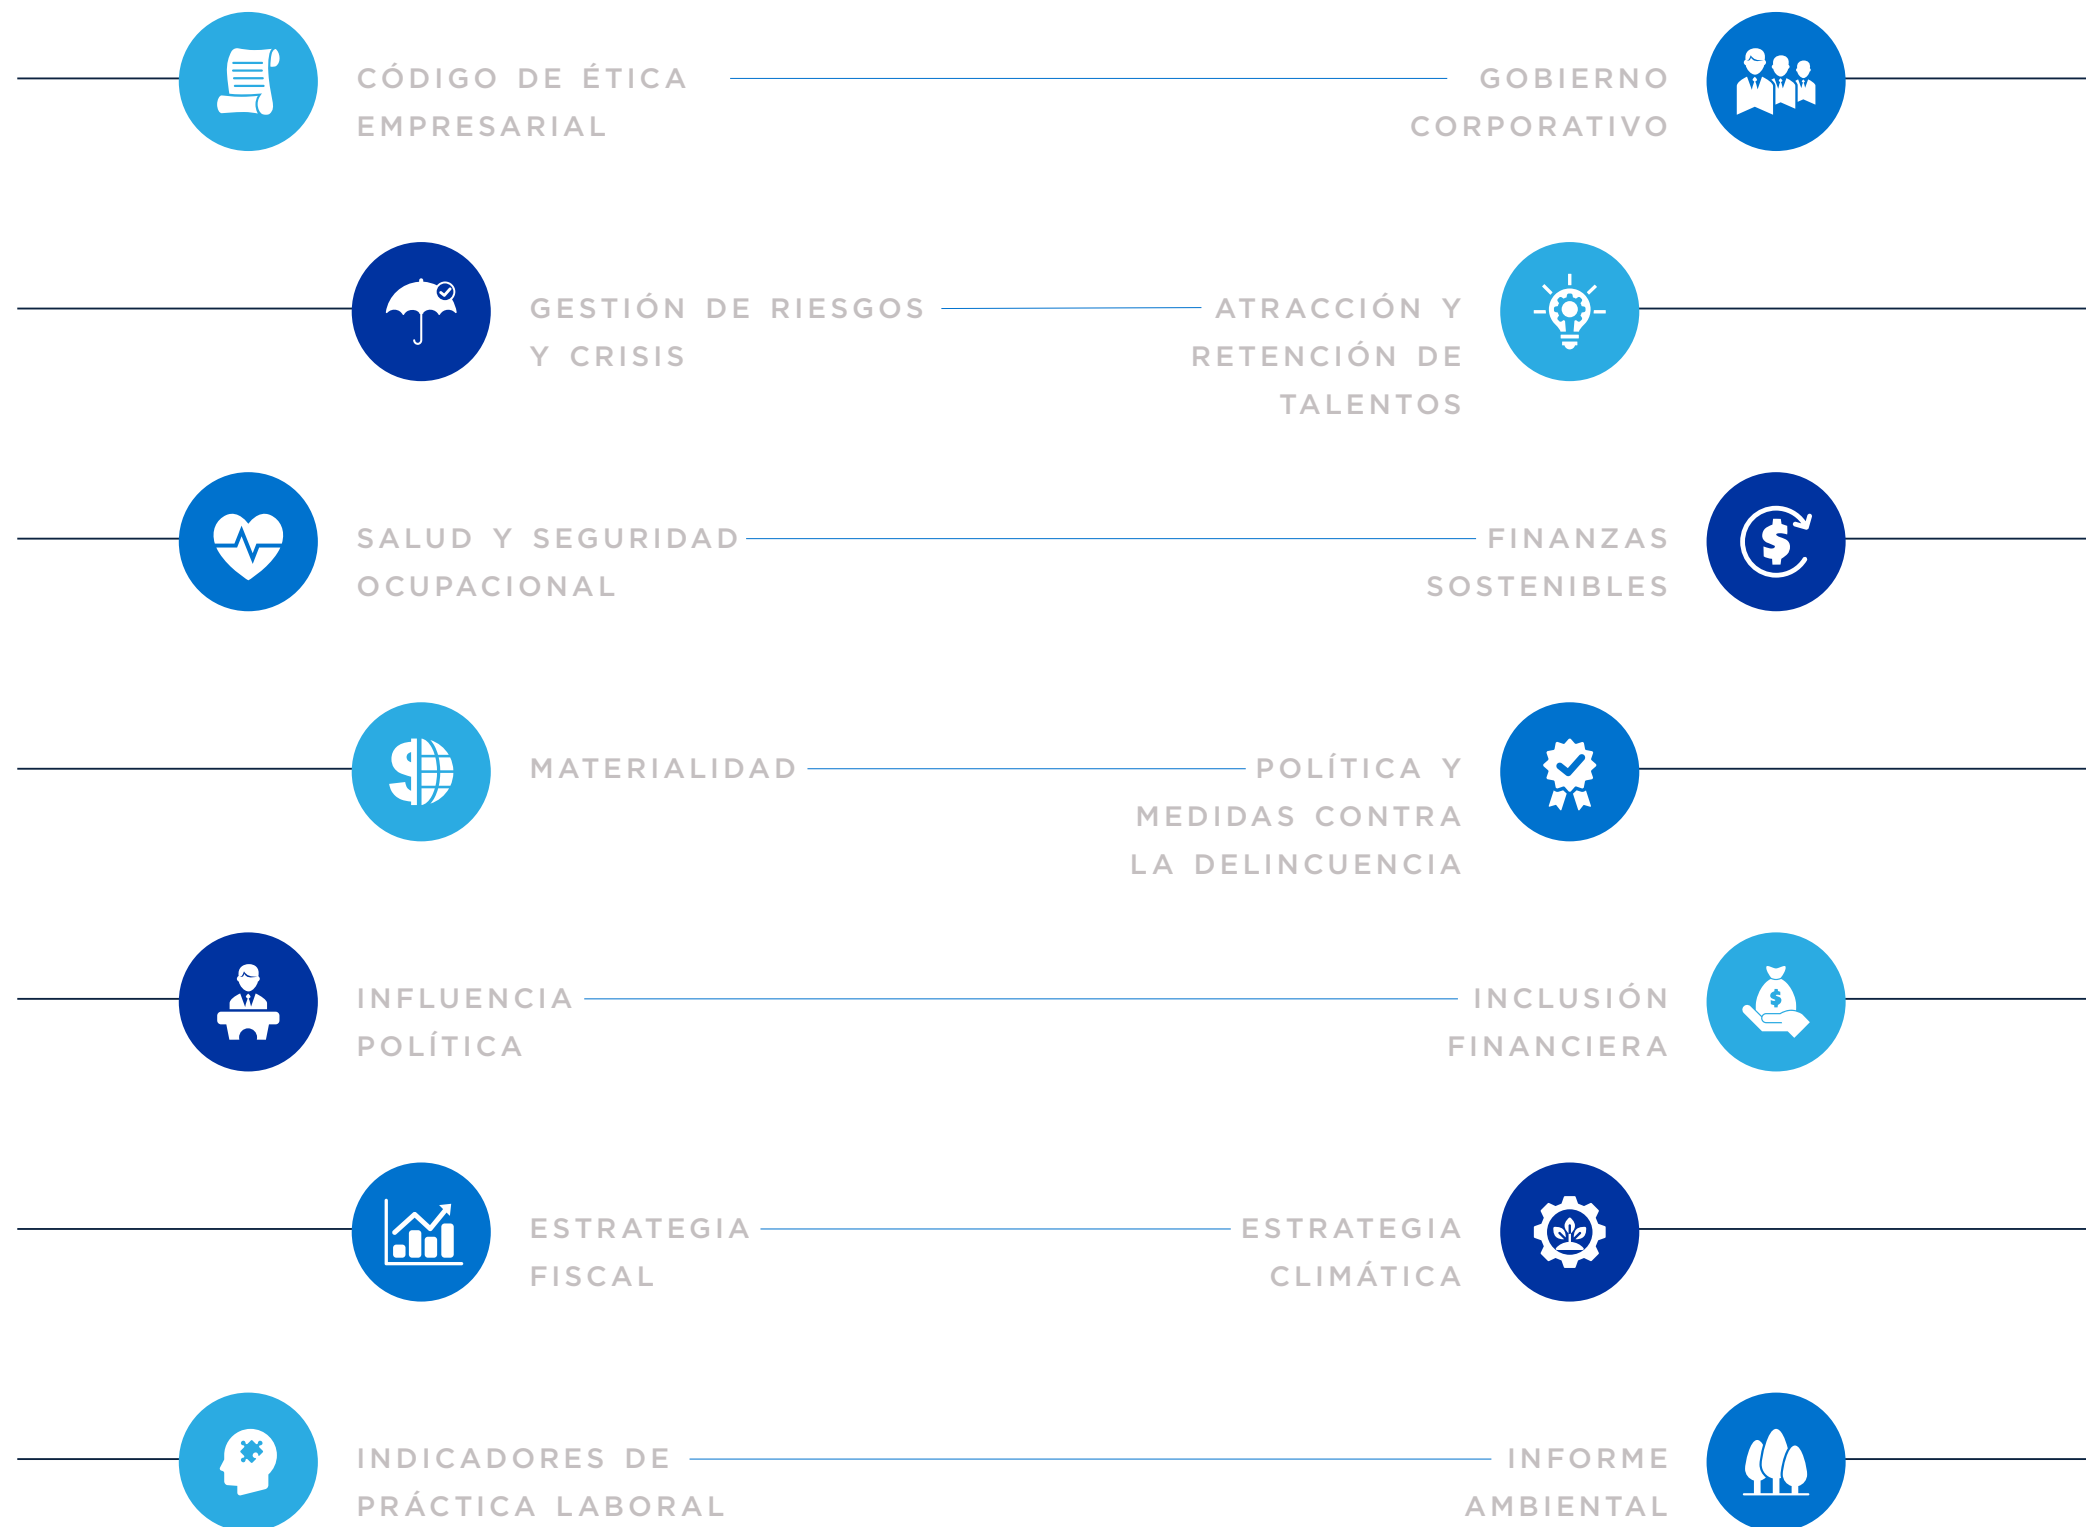 CÓDIGO DE ÉTICA
EMPRESARIAL
GOBIERNO
CORPORATIVO
GESTIÓN DE RIESGOS
Y CRISIS
ATRACCIÓN Y
RETENCIÓN DE
TALENTOS
SALUD Y SEGURIDAD
OCUPACIONAL
FINANZAS
SOSTENIBLES
MATERIALIDAD
POLÍTICA Y
MEDIDAS CONTRA
LA DELINCUENCIA
INFLUENCIA
POLÍTICA
INCLUSIÓN
FINANCIERA
ESTRATEGIA
FISCAL
ESTRATEGIA
CLIMÁTICA
INDICADORES DE
PRÁCTICA LABORAL
INFORME
AMBIENTAL